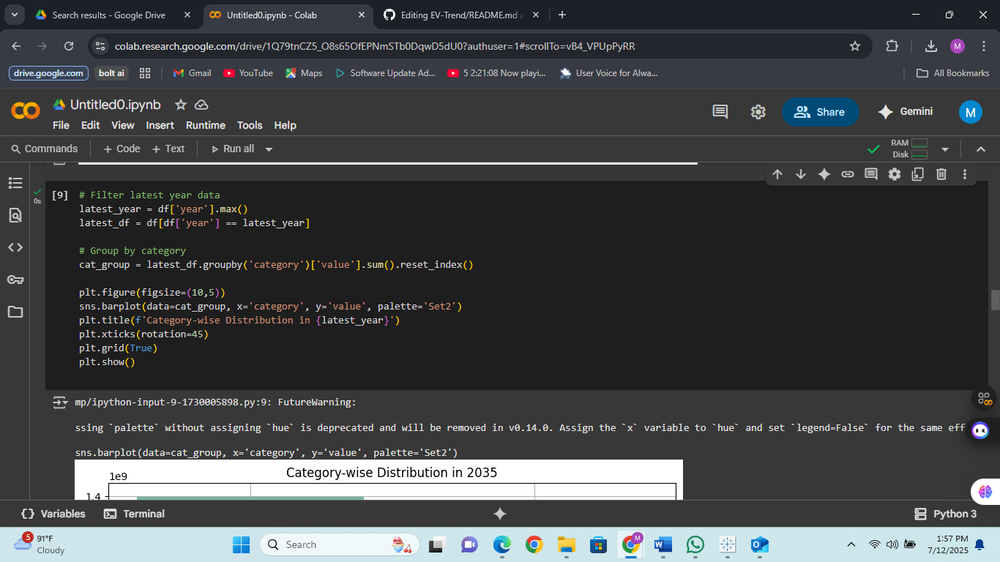 Search results - Google Drive
Untitled0.ipynb - Colab
Editing EV-Trend/README.md a
colab.research.google.com/drive/1Q79tnCZ5_O8s65OfEPNmSTb0DqwD5dU0?authuser=1#scrollTo=vB4_VPUpPyRR
M
drive.google.com
bolt ai
Gmail
YouTube
Maps
Software Update Ad...
5 2:21:08 Now playi...
User Voice for Alwa...
All Bookmarks
Untitled0.ipynb
File Edit View Insert Runtime Tools Help
Share
Gemini
M
Commands + Code + Text Run all
RAM
Disk
[9]
0s
# Filter latest year data
latest_year = df['year'].max()
latest_df = df[df['year'] == latest_year]
# Group by category
cat_group = latest_df.groupby('category')['value'].sum().reset_index()
plt.figure(figsize=(10,5))
sns.barplot(data=cat_group, x='category', y='value', palette='Set2')
plt.title(f'Category-wise Distribution in {latest_year}')
plt.xticks(rotation=45)
plt.grid(True)
plt.show()
mp/ipython-input-9-1730005898.py:9: FutureWarning:
ssing `palette` without assigning `hue` is deprecated and will be removed in v0.14.0. Assign the `x` variable to `hue` and set `legend=False` for the same eff
sns.barplot(data=cat_group, x='category', y='value', palette='Set2')
Category-wise Distribution in 2035
1e9
1.4
Variables
Terminal
Python 3
5
91°F
Cloudy
Search
M
1:57 PM
7/12/2025